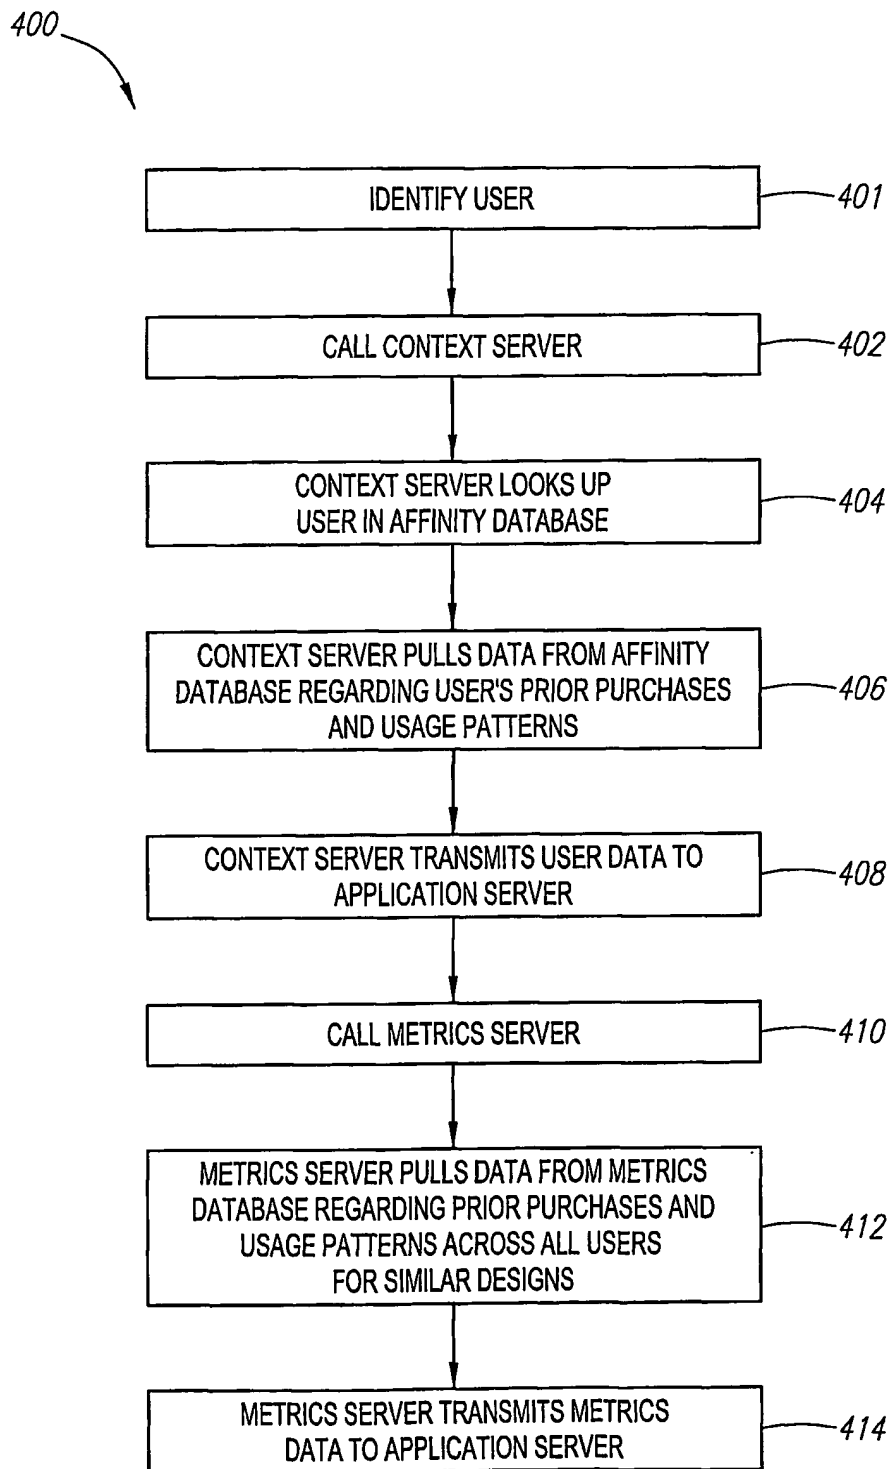 400
IDENTIFY USER
401
CALL CONTEXT SERVER
402
CONTEXT SERVER LOOKS UP
USER IN AFFINITY DATABASE
404
CONTEXT SERVER PULLS DATA FROM AFFINITY
DATABASE REGARDING USER'S PRIOR PURCHASES
AND USAGE PATTERNS
406
CONTEXT SERVER TRANSMITS USER DATA TO
APPLICATION SERVER
408
CALL METRICS SERVER
410
METRICS SERVER PULLS DATA FROM METRICS
DATABASE REGARDING PRIOR PURCHASES AND
USAGE PATTERNS ACROSS ALL USERS
FOR SIMILAR DESIGNS
412
METRICS SERVER TRANSMITS METRICS
DATA TO APPLICATION SERVER
414